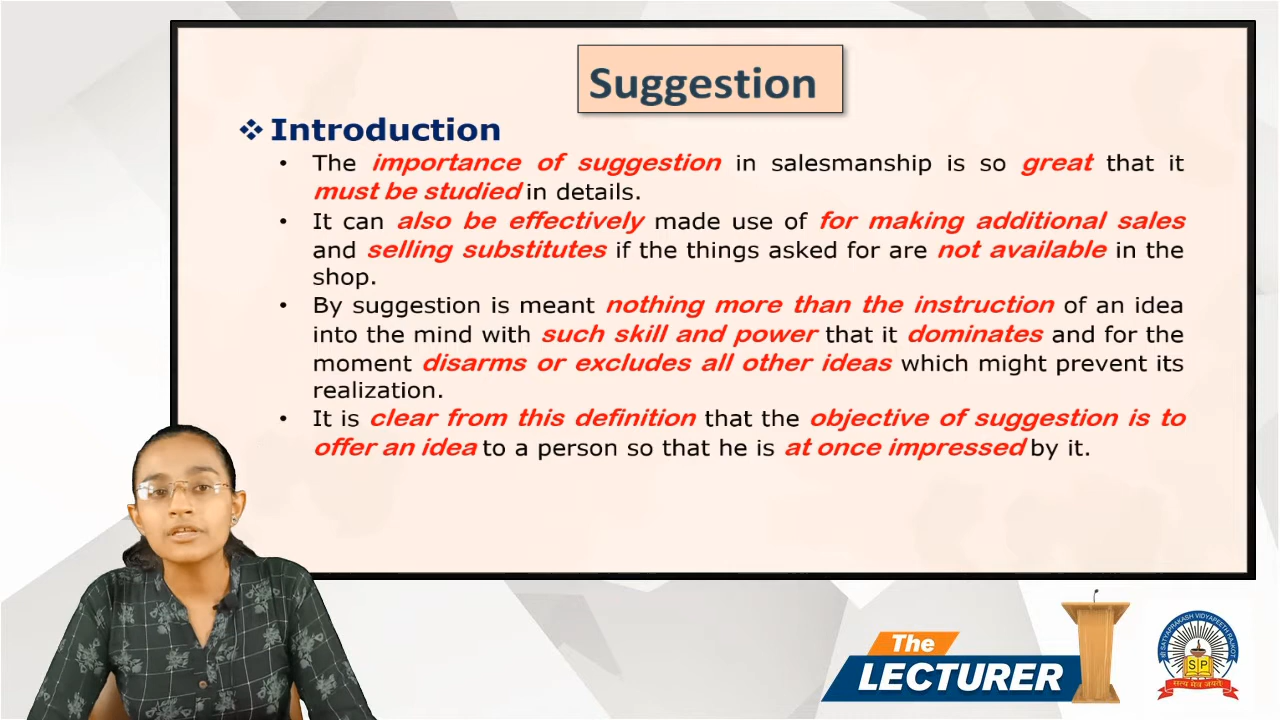 Suggestion
❖ Introduction
• The importance of suggestion in salesmanship is so great that it
must be studied in details.
• It can also be effectively made use of for making additional sales
and selling substitutes if the things asked for are not available in the
shop.
• By suggestion is meant nothing more than the instruction of an idea
into the mind with such skill and power that it dominates and for the
moment disarms or excludes all other ideas which might prevent its
realization.
• It is clear from this definition that the objective of suggestion is to
offer an idea to a person so that he is at once impressed by it.
The
LECTURER
SATYAPRAKASH VIDYAPEETH RAJKOT
S P
सत्य मेव जयते